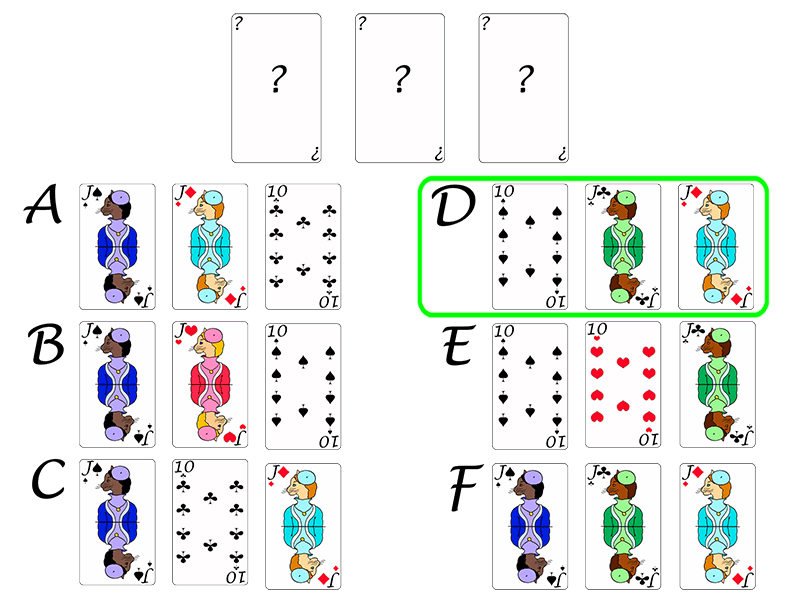 ? ? ?
? ? ?
? ? ?
A J J 10
J J 10
D 10 J J
10 J J
B J J 10
J J 10
E 10 10 J
10 10 J
C J 10 J
J 10 J
F J J J
J J J